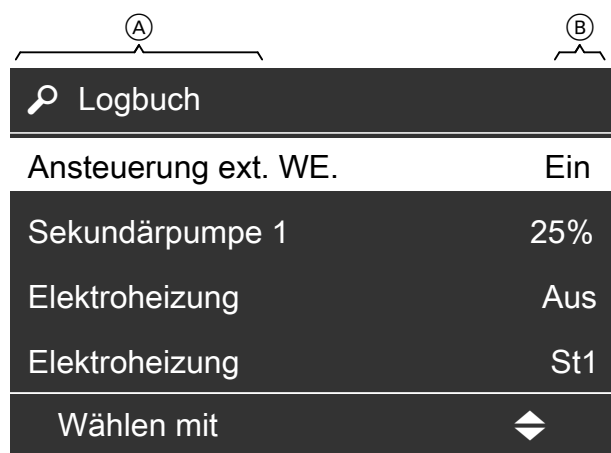 A B
Logbuch
Ansteuerung ext. WE. Ein
Sekundärpumpe 1 25%
Elektroheizung Aus
Elektroheizung St1
Wählen mit